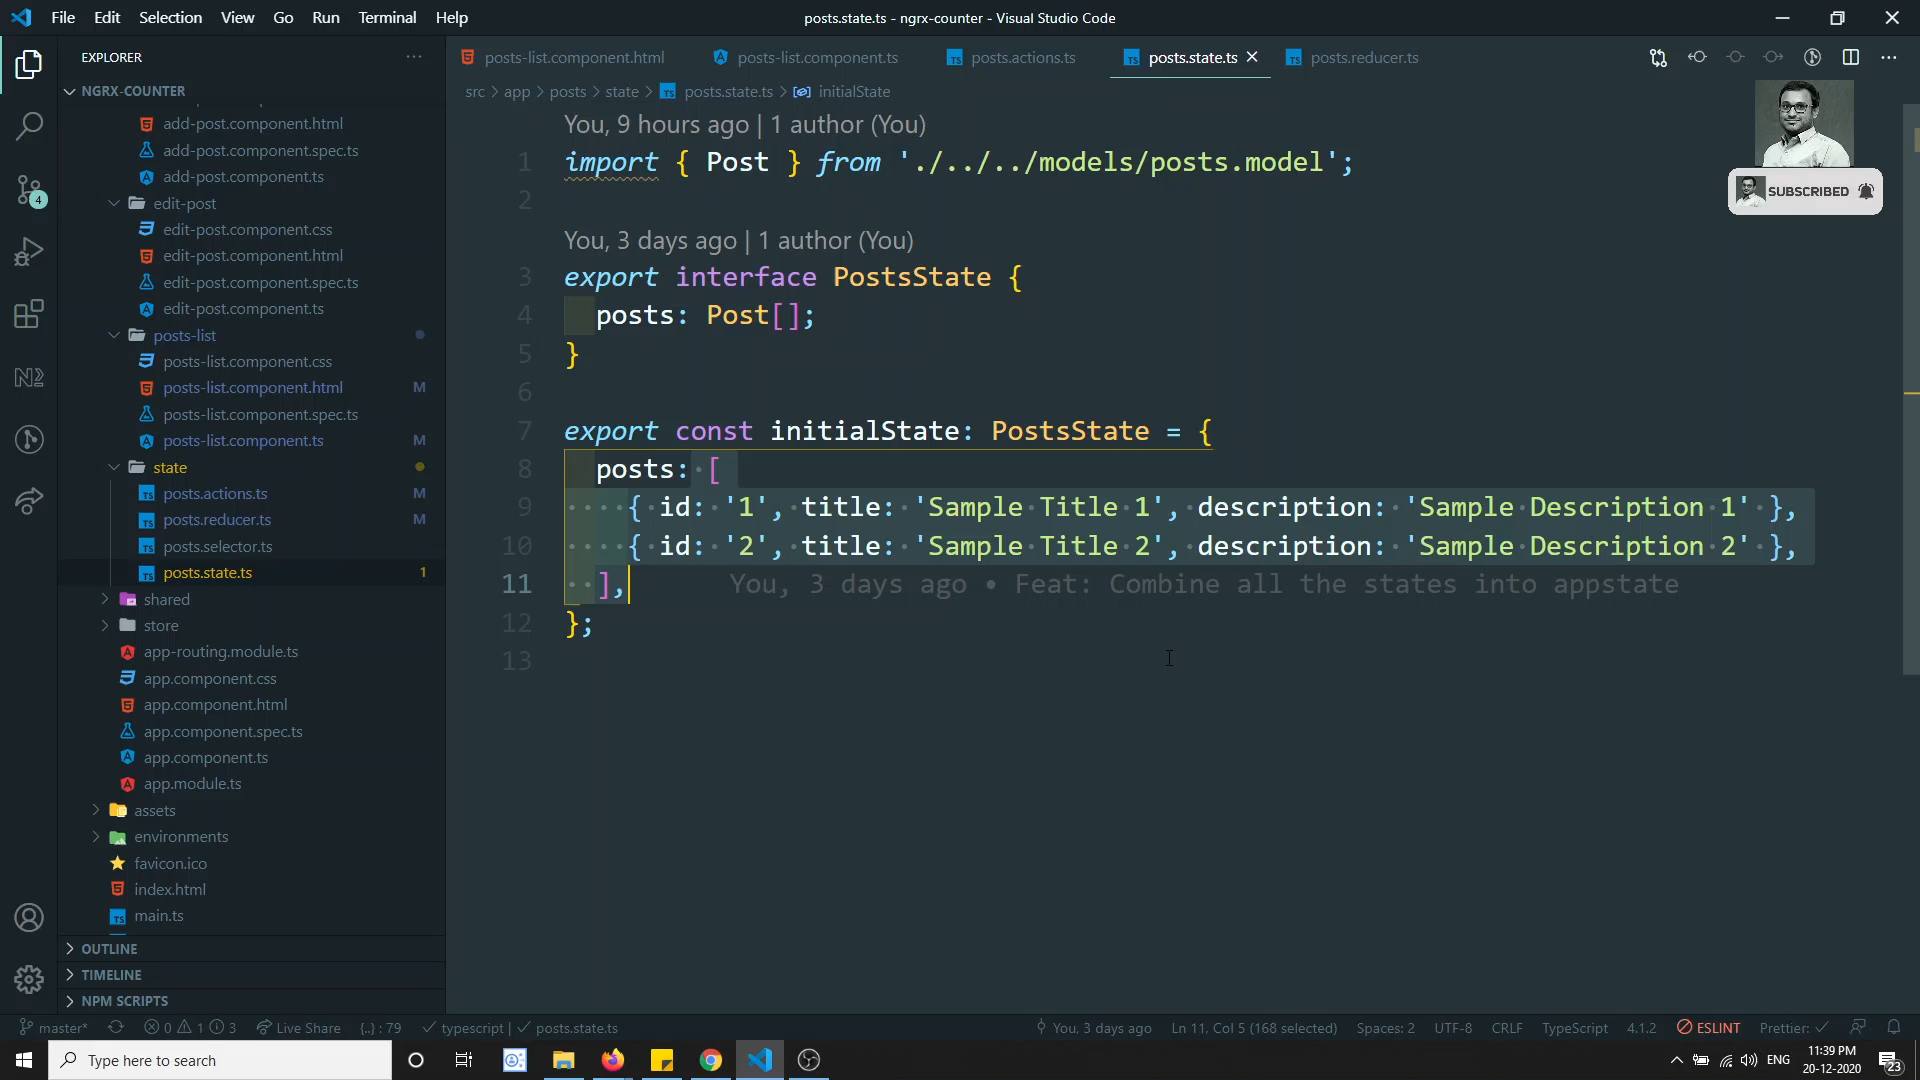 File Edit Selection View Go Run Terminal Help
posts.state.ts - ngrx-counter - Visual Studio Code
EXPLORER
NGRX-COUNTER
add-post.component.html
add-post.component.spec.ts
add-post.component.ts
edit-post
edit-post.component.css
edit-post.component.html
edit-post.component.spec.ts
edit-post.component.ts
posts-list
posts-list.component.css
posts-list.component.html M
posts-list.component.spec.ts
posts-list.component.ts M
state
posts.actions.ts M
posts.reducer.ts M
posts.selector.ts
posts.state.ts 1
shared
store
app-routing.module.ts
app.component.css
app.component.html
app.component.spec.ts
app.component.ts
app.module.ts
assets
environments
favicon.ico
index.html
main.ts
OUTLINE
TIMELINE
NPM SCRIPTS
4
posts-list.component.html posts-list.component.ts posts.actions.ts posts.state.ts posts.reducer.ts
src > app > posts > state > posts.state.ts > initialState
You, 9 hours ago | 1 author (You)
1 import { Post } from './../../models/posts.model';
2
You, 3 days ago | 1 author (You)
3 export interface PostsState {
4 posts: Post[];
5 }
6
7 export const initialState: PostsState = {
8 posts: [
9 { id: '1', title: 'Sample Title 1', description: 'Sample Description 1' },
10 { id: '2', title: 'Sample Title 2', description: 'Sample Description 2' },
11 ], You, 3 days ago • Feat: Combine all the states into appstate
12 };
13
SUBSCRIBED
master* 0 1 3 Live Share {..} : 79 typescript | posts.state.ts
You, 3 days ago Ln 11, Col 5 (168 selected) Spaces: 2 UTF-8 CRLF TypeScript 4.1.2 ESLINT Prettier:
Type here to search
ENG
11:39 PM
20-12-2020
23